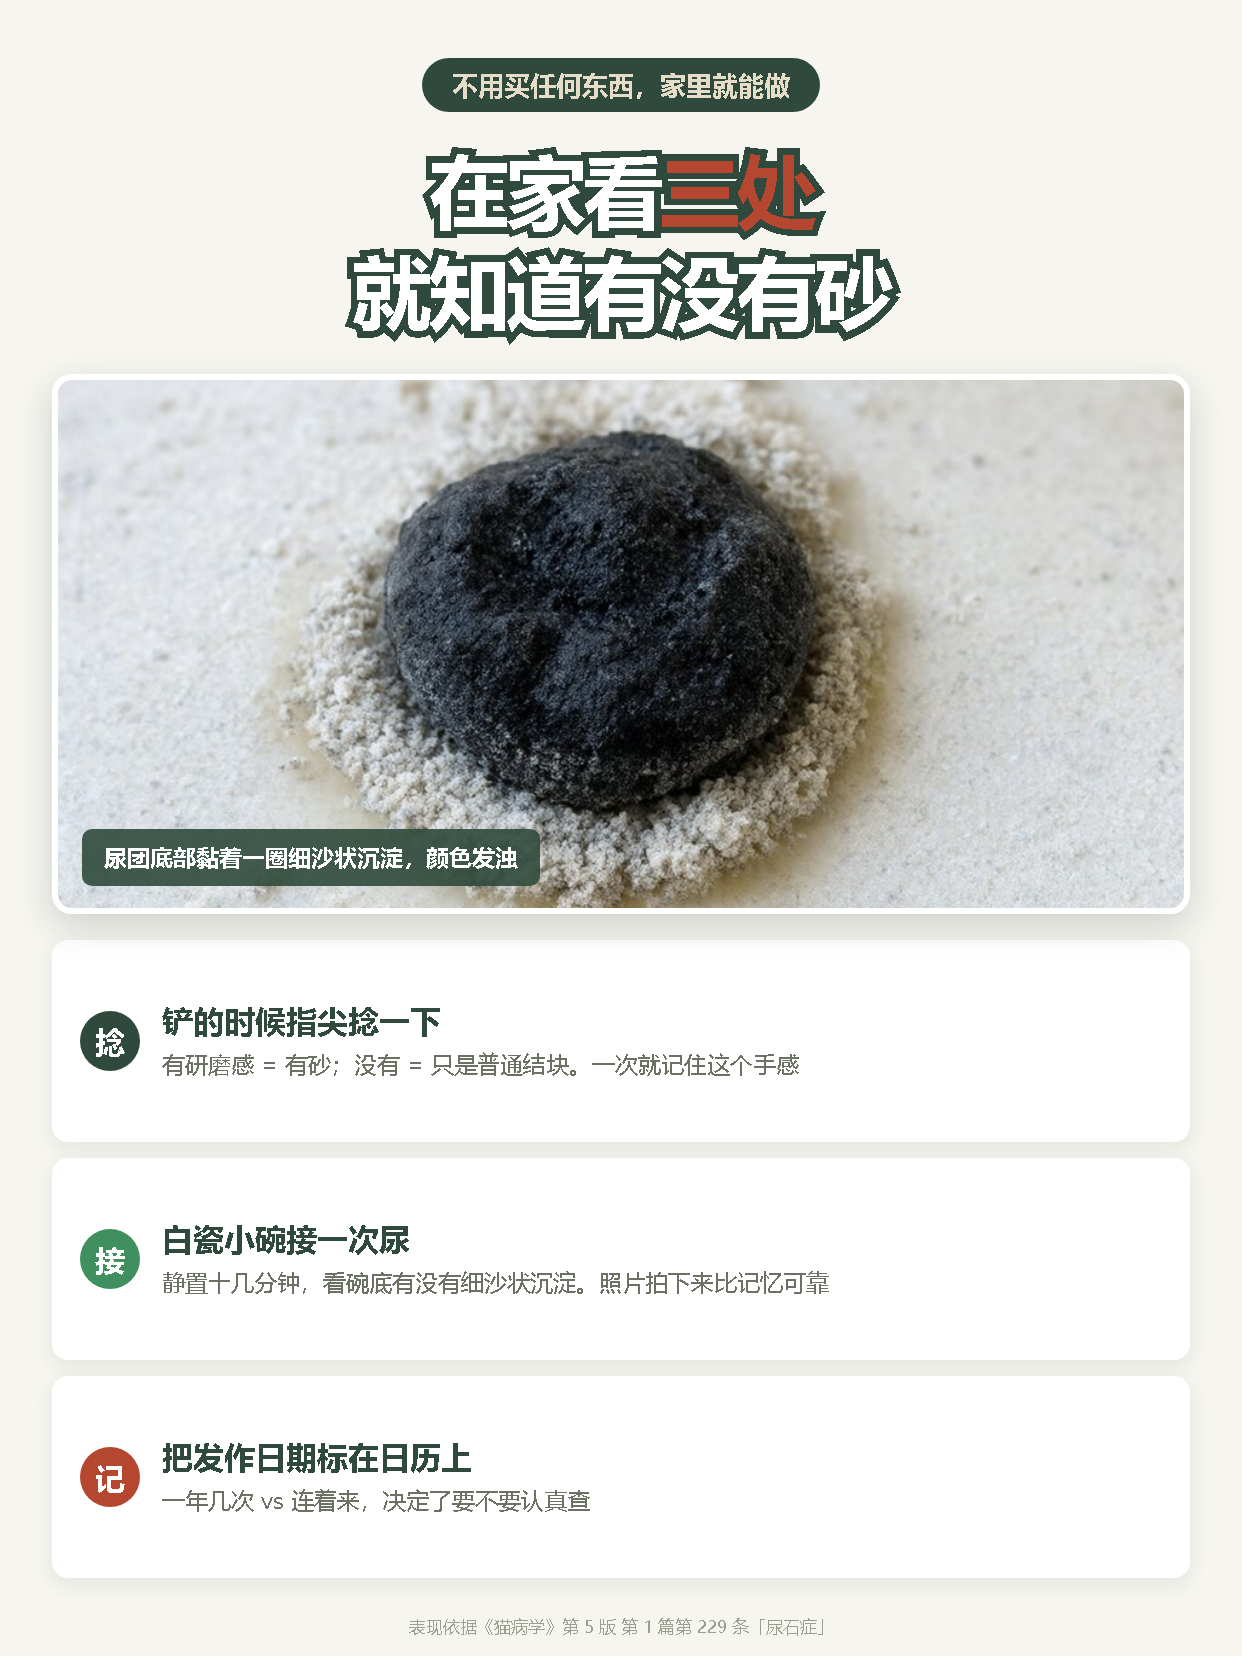 不用买任何东西，家里就能做
在家看三处
就知道有没有砂
尿团底部黏着一圈细沙状沉淀，颜色发浊
捻
铲的时候指尖捻一下
有研磨感 = 有砂；没有 = 只是普通结块。一次就记住这个手感
接
白瓷小碗接一次尿
静置十几分钟，看碗底有没有细沙状沉淀。照片拍下来比记忆可靠
记
把发作日期标在日历上
一年几次 vs 连着来，决定了要不要认真查
表现依据《猫病学》第 5 版 第 1 篇第 229 条「尿石症」